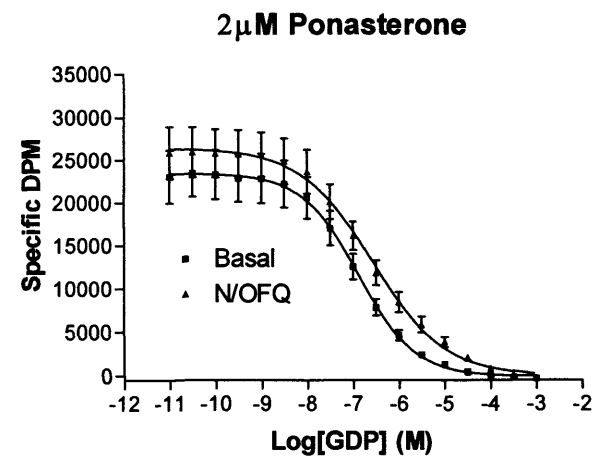 2μM Ponasterone
35000
30000
25000
20000
15000
10000
5000
0
Specific DPM
Basal
N/OFQ
-12 -11 -10 -9 -8 -7 -6 -5 -4 -3 -2
Log[GDP] (M)